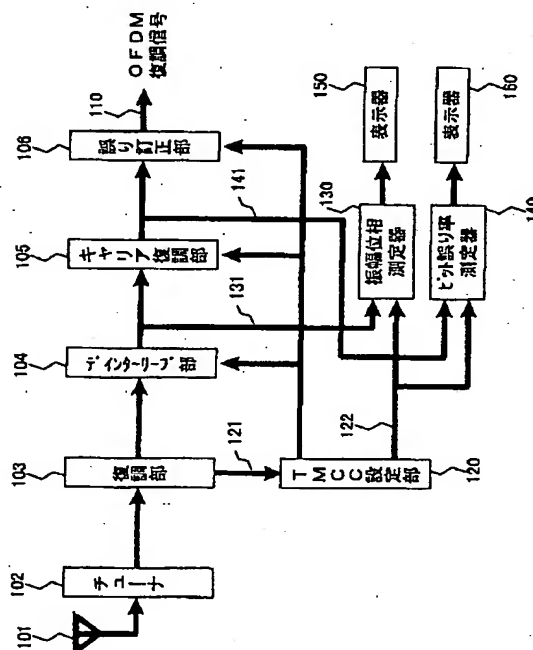 101
102
チューナ
103
復調部
104
デインターリーブ部
105
キャリア復調部
106
誤り訂正部
110
OFDM
復調信号
121
120
TMCC設定部
122
131
141
130
振幅位相
測定器
140
ビット誤り率
測定器
150
表示器
160
表示器